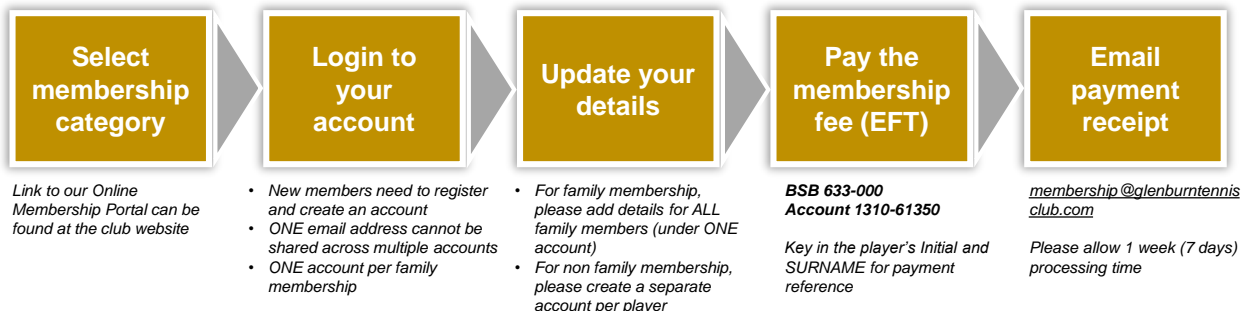 Select
membership
category
Login to
your
account
Update your
details
Pay the
membership
fee (EFT)
Email
payment
receipt
Link to our Online
Membership Portal can be
found at the club website
• New members need to register
and create an account
• ONE email address cannot be
shared across multiple accounts
• ONE account per family
membership
• For family membership,
please add details for ALL
family members (under ONE
account)
• For non family membership,
please create a separate
account per player
BSB 633-000
Account 1310-61350
Key in the player's Initial and
SURNAME for payment
reference
membership@glenburntennis
club.com
Please allow 1 week (7 days)
processing time